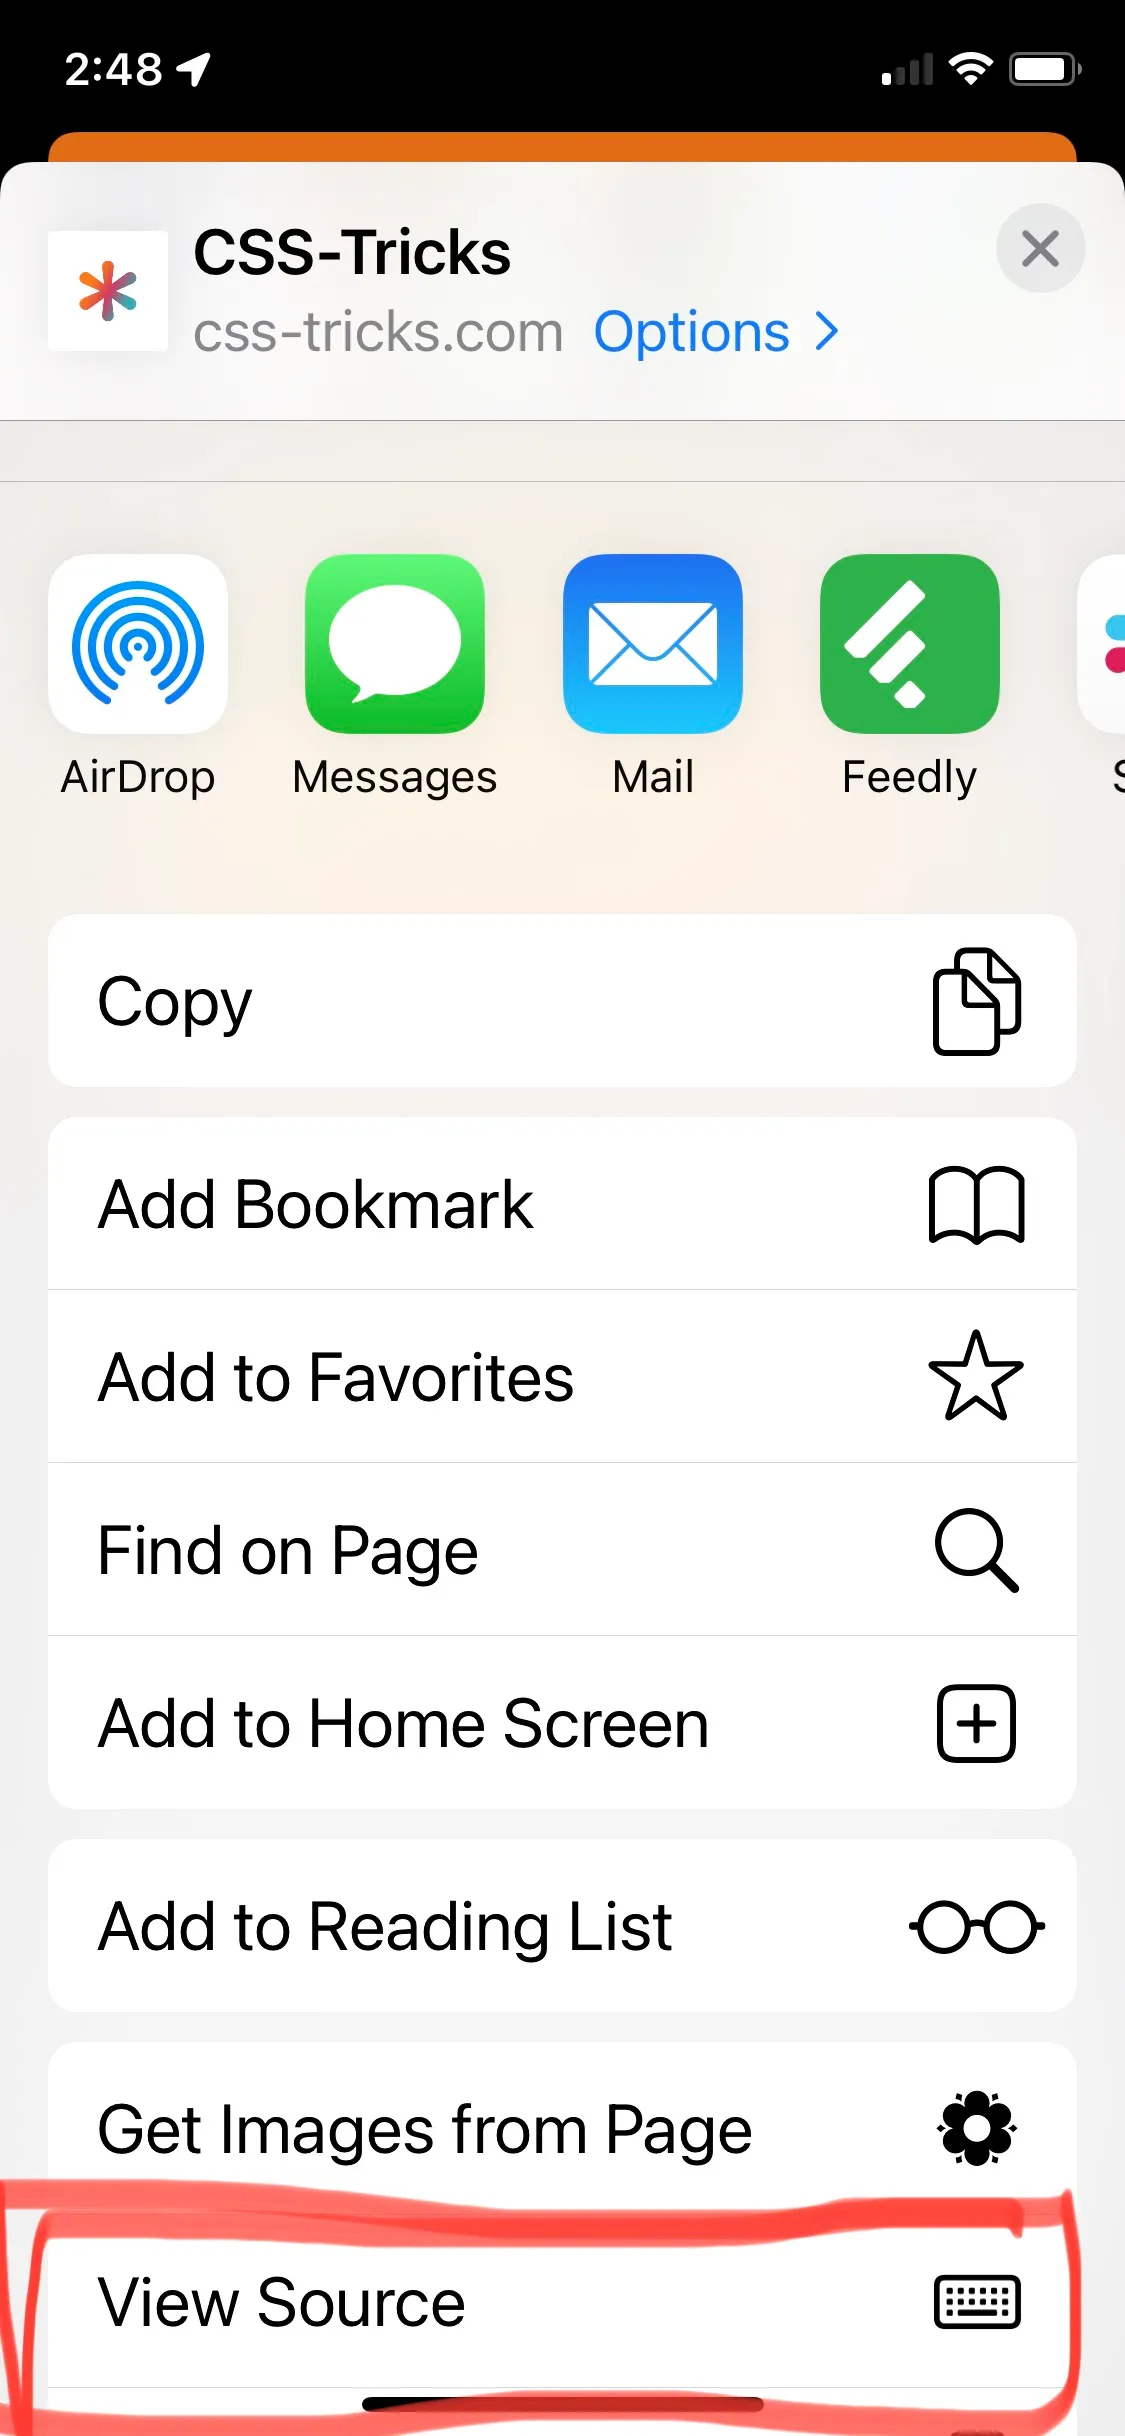 2:48
CSS-Tricks
css-tricks.com Options
AirDrop Messages Mail Feedly
Copy
Add Bookmark
Add to Favorites
Find on Page
Add to Home Screen
Add to Reading List
Get Images from Page
View Source